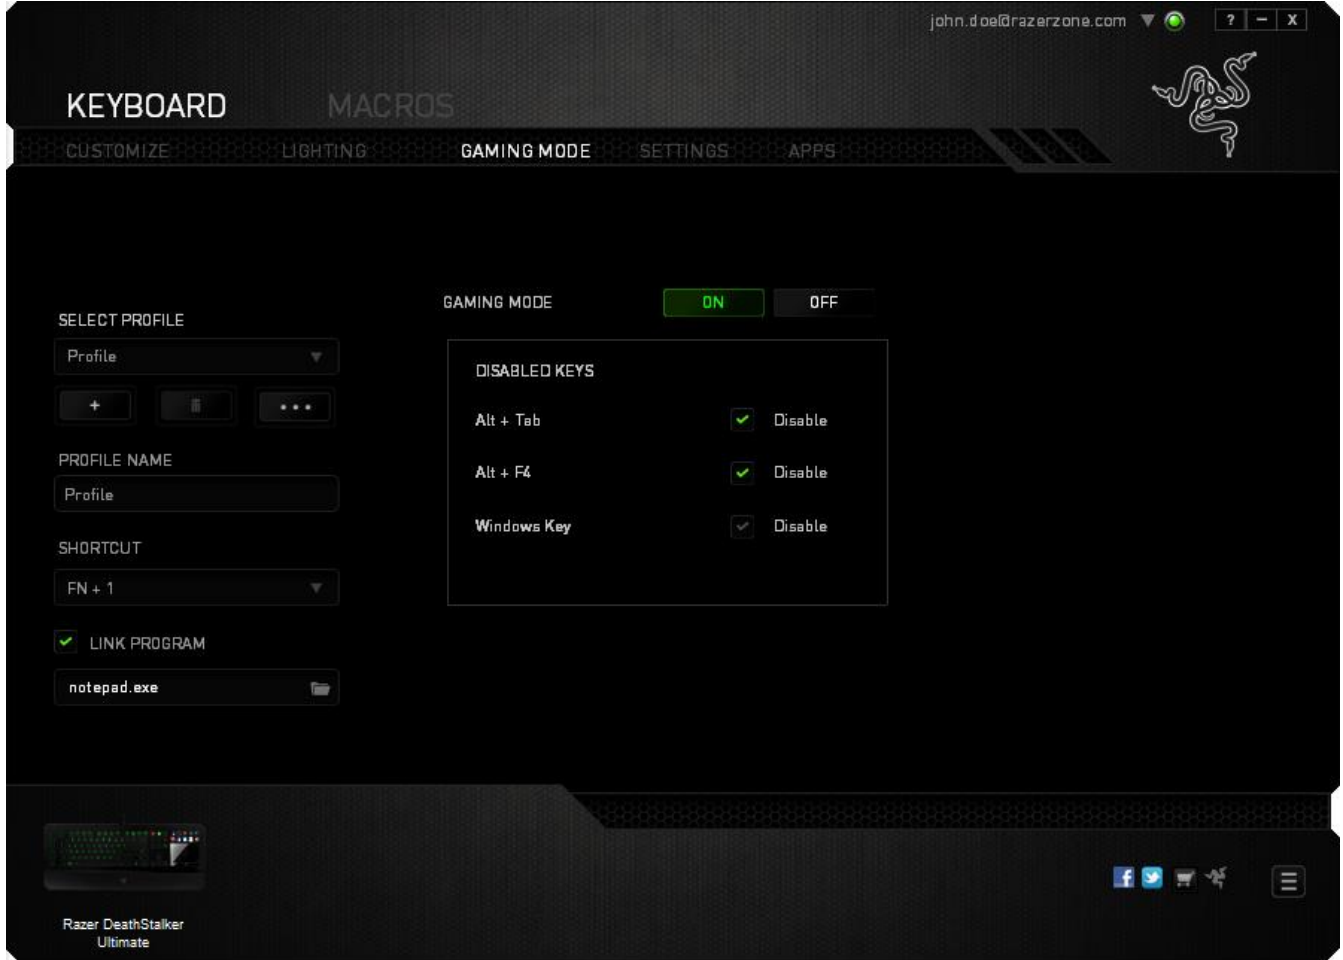 john.doe@razerzone.com
? – X
KEYBOARD MACROS
CUSTOMIZE LIGHTING GAMING MODE SETTINGS APPS
GAMING MODE ON OFF
SELECT PROFILE
Profile
DISABLED KEYS
+ •••
Alt + Tab Disable
PROFILE NAME
Alt + F4 Disable
Profile
Windows Key Disable
SHORTCUT
FN + 1
LINK PROGRAM
notepad.exe
Razer DeathStalker
Ultimate